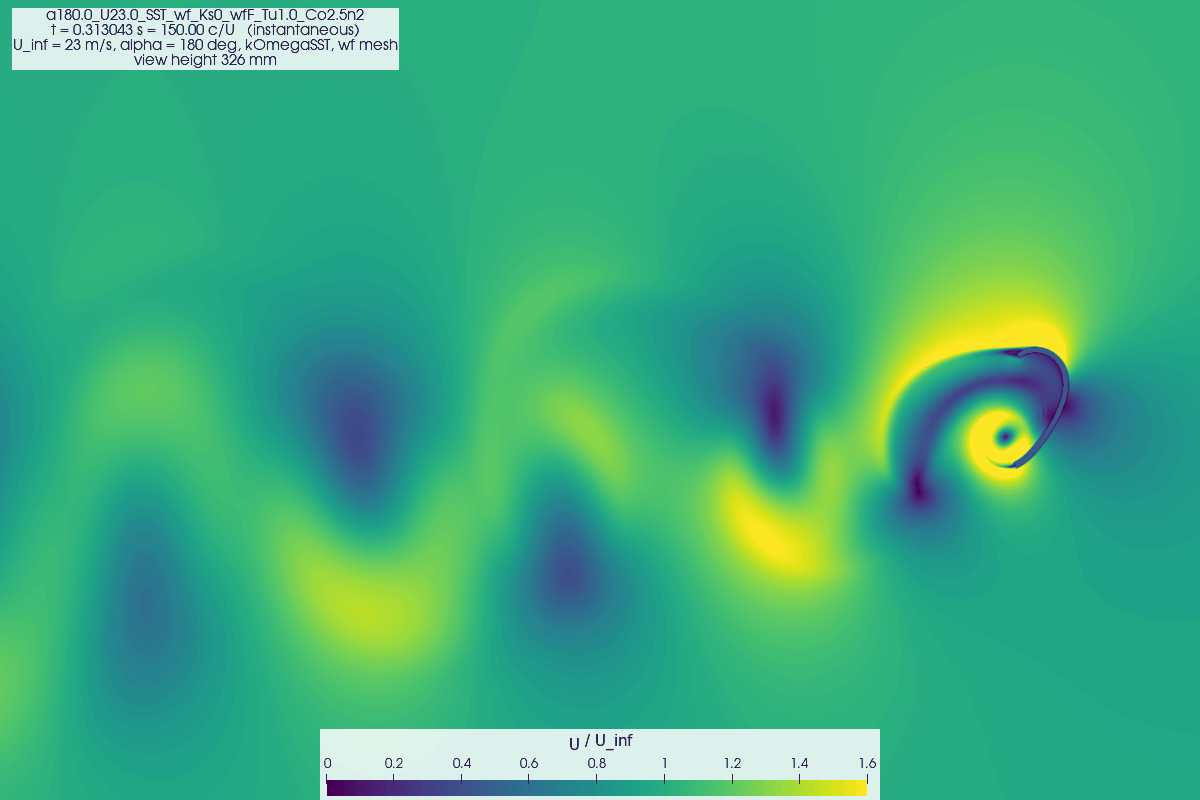 a180.0_U23.0_SST_wf_Ks0_wfF_Tu1.0_Co2.5n2
t = 0.313043 s = 150.00 c/U (instantaneous)
U_inf = 23 m/s, alpha = 180 deg, kOmegaSST, wf mesh
view height 326 mm
U / U_inf
0 0.2 0.4 0.6 0.8 1 1.2 1.4 1.6